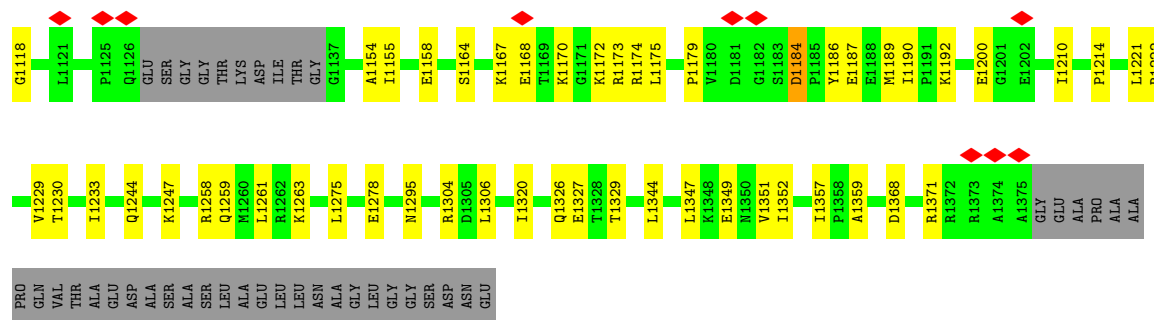 G1118 L1121 P1125 Q1126 GLU SER GLY GLY THR LYS ASP ILE THR GLY G1137 A1154 I1155 E1158 S1164 K1167 E1168 T1169 K1170 G1171 K1172 R1173 R1174 L1175 P1179 V1180 D1181 G1182 S1183 D1184 P1185 Y1186 E1187 E1188 M1189 I1190 P1191 K1192 E1200 G1201 E1202 I1210 P1214 L1221
V1229 T1230 I1233 Q1244 K1247 R1258 Q1259 M1260 L1261 R1262 K1263 L1275 E1278 N1295 R1304 D1305 L1306 I1320 Q1326 E1327 T1328 T1329 L1344 L1347 K1348 E1349 N1350 V1351 I1352 I1357 P1358 A1359 D1368 R1371 R1372 R1373 A1374 A1375 GLY GLU ALA PRO ALA ALA
PRO GLN VAL THR ALA GLU ASP ALA SER ALA SER LEU ALA GLU LEU LEU ASN ALA GLY LEU GLY GLY SER ASP ASN GLU